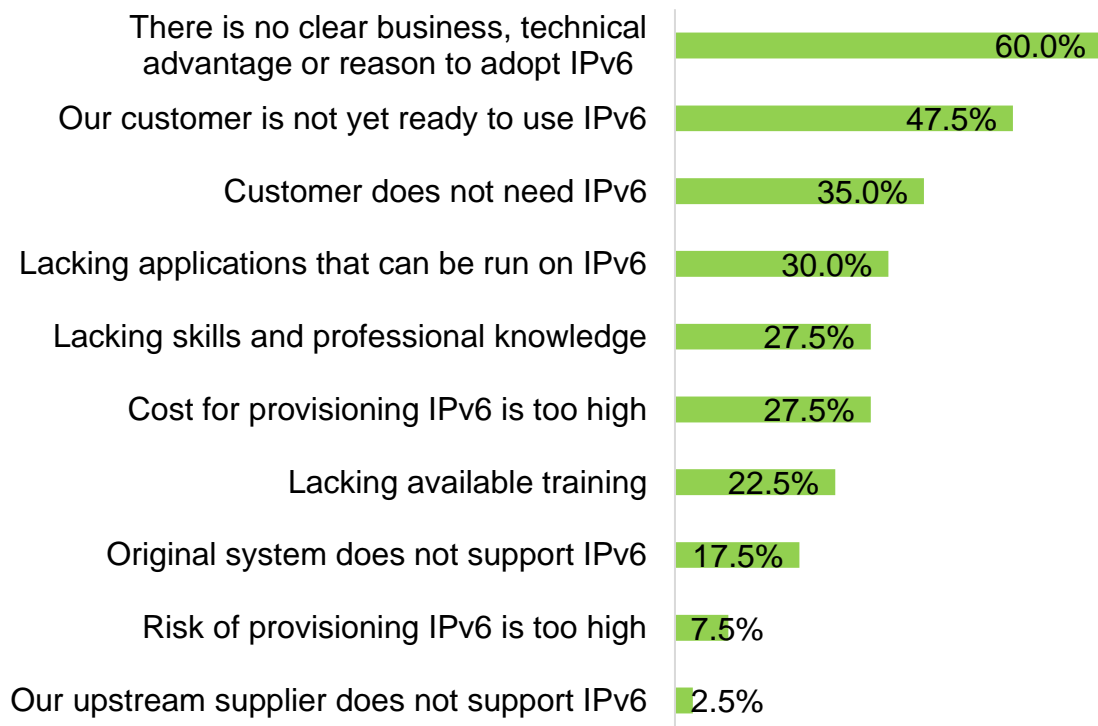 There is no clear business, technical
advantage or reason to adopt IPv6
60.0%
Our customer is not yet ready to use IPv6
47.5%
Customer does not need IPv6
35.0%
Lacking applications that can be run on IPv6
30.0%
Lacking skills and professional knowledge
27.5%
Cost for provisioning IPv6 is too high
27.5%
Lacking available training
22.5%
Original system does not support IPv6
17.5%
Risk of provisioning IPv6 is too high
7.5%
Our upstream supplier does not support IPv6
2.5%